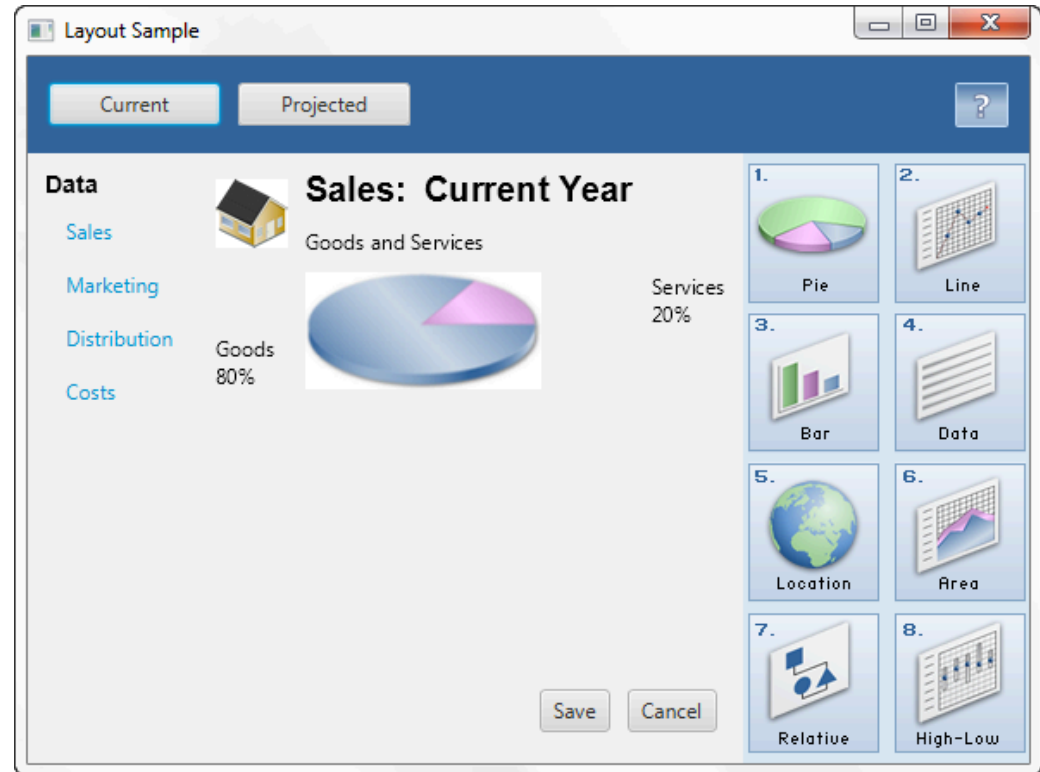 Layout Sample
Current
Projected
?
Data
Sales
Marketing
Distribution
Costs
Sales:  Current Year
Goods and Services
Goods
80%
Services
20%
1.
Pie
2.
Line
3.
Bar
4.
Data
5.
Location
6.
Area
7.
Relative
8.
High-Low
Save
Cancel